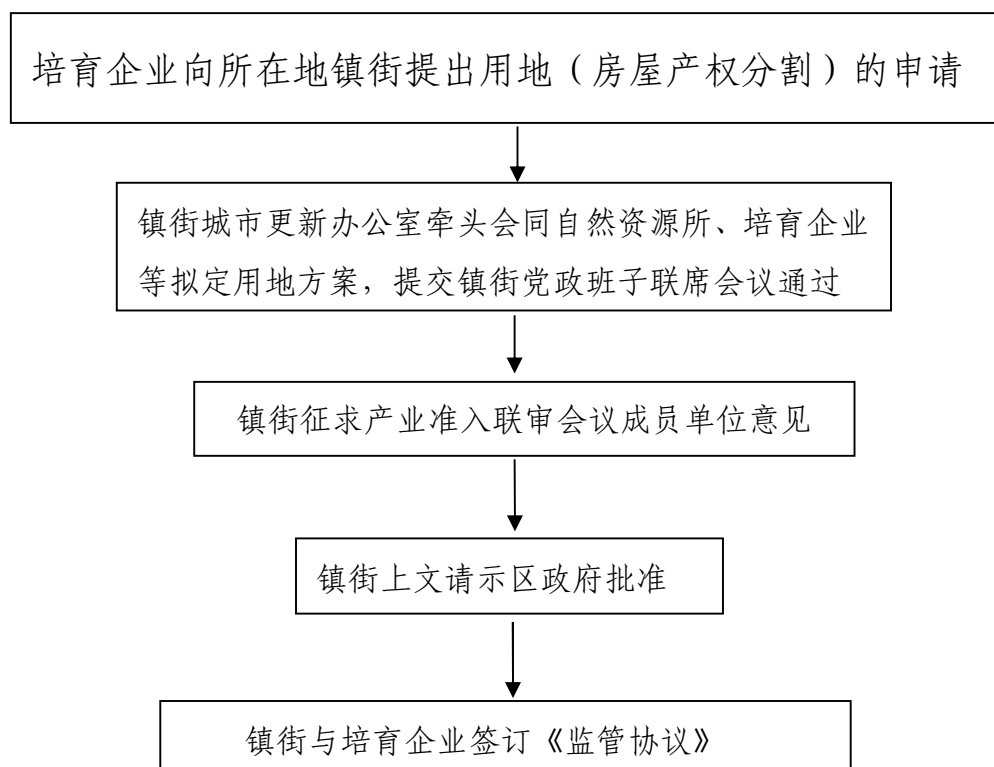 培育企业向所在地镇街提出用地（房屋产权分割）的申请
镇街城市更新办公室牵头会同自然资源所、培育企业
等拟定用地方案，提交镇街党政班子联席会议通过
镇街征求产业准入联审会议成员单位意见
镇街上文请示区政府批准
镇街与培育企业签订《监管协议》